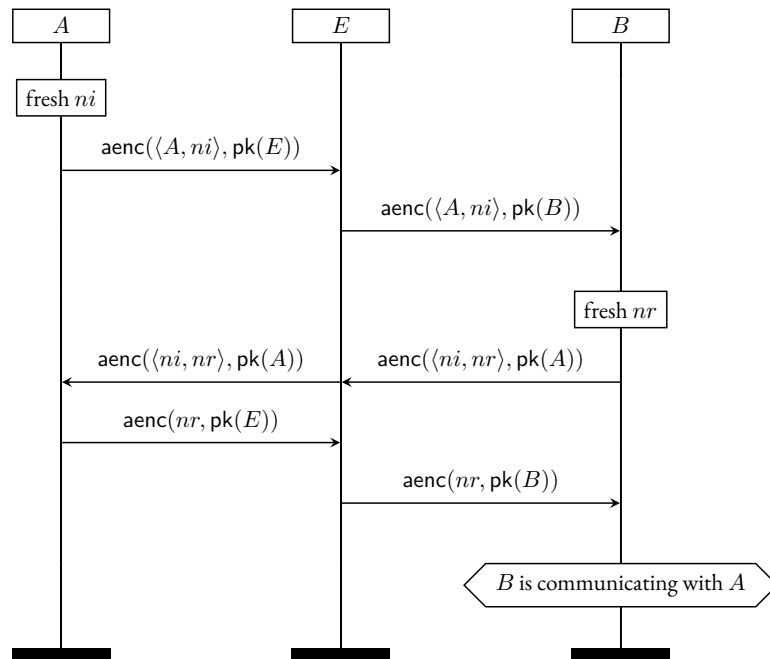 A E B
fresh ni
aenc(⟨A, ni⟩, pk(E))
aenc(⟨A, ni⟩, pk(B))
fresh nr
aenc(⟨ni, nr⟩, pk(A)) aenc(⟨ni, nr⟩, pk(A))
aenc(nr, pk(E))
aenc(nr, pk(B))
B is communicating with A